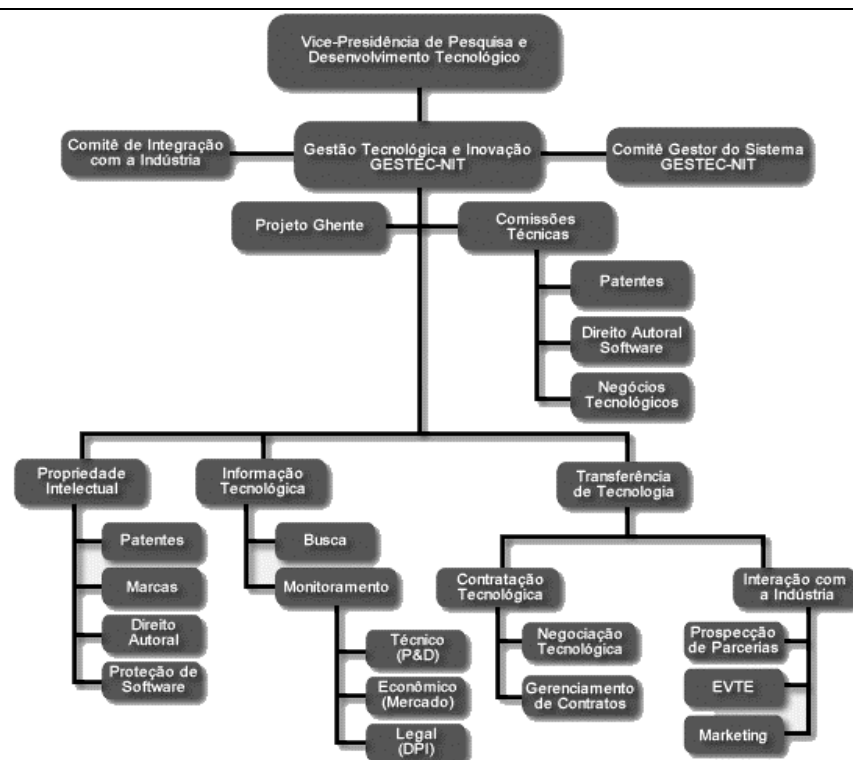 Vice-Presidência de Pesquisa e
Desenvolvimento Tecnológico
Comitê de Integração
com a Indústria
Gestão Tecnológica e Inovação
GESTEC-NIT
Comitê Gestor do Sistema
GESTEC-NIT
Projeto Ghente
Comissões
Técnicas
Patentes
Direito Autoral
Software
Negócios
Tecnológicos
Propriedade
Intelectual
Patentes
Marcas
Direito
Autoral
Proteção de
Software
Informação
Tecnológica
Busca
Monitoramento
Técnico
(P&D)
Econômico
(Mercado)
Legal
(DPI)
Transferência
de Tecnologia
Contratação
Tecnológica
Negociação
Tecnológica
Gerenciamento
de Contratos
Interação com
a Indústria
Prospecção
de Parcerias
EVTE
Marketing